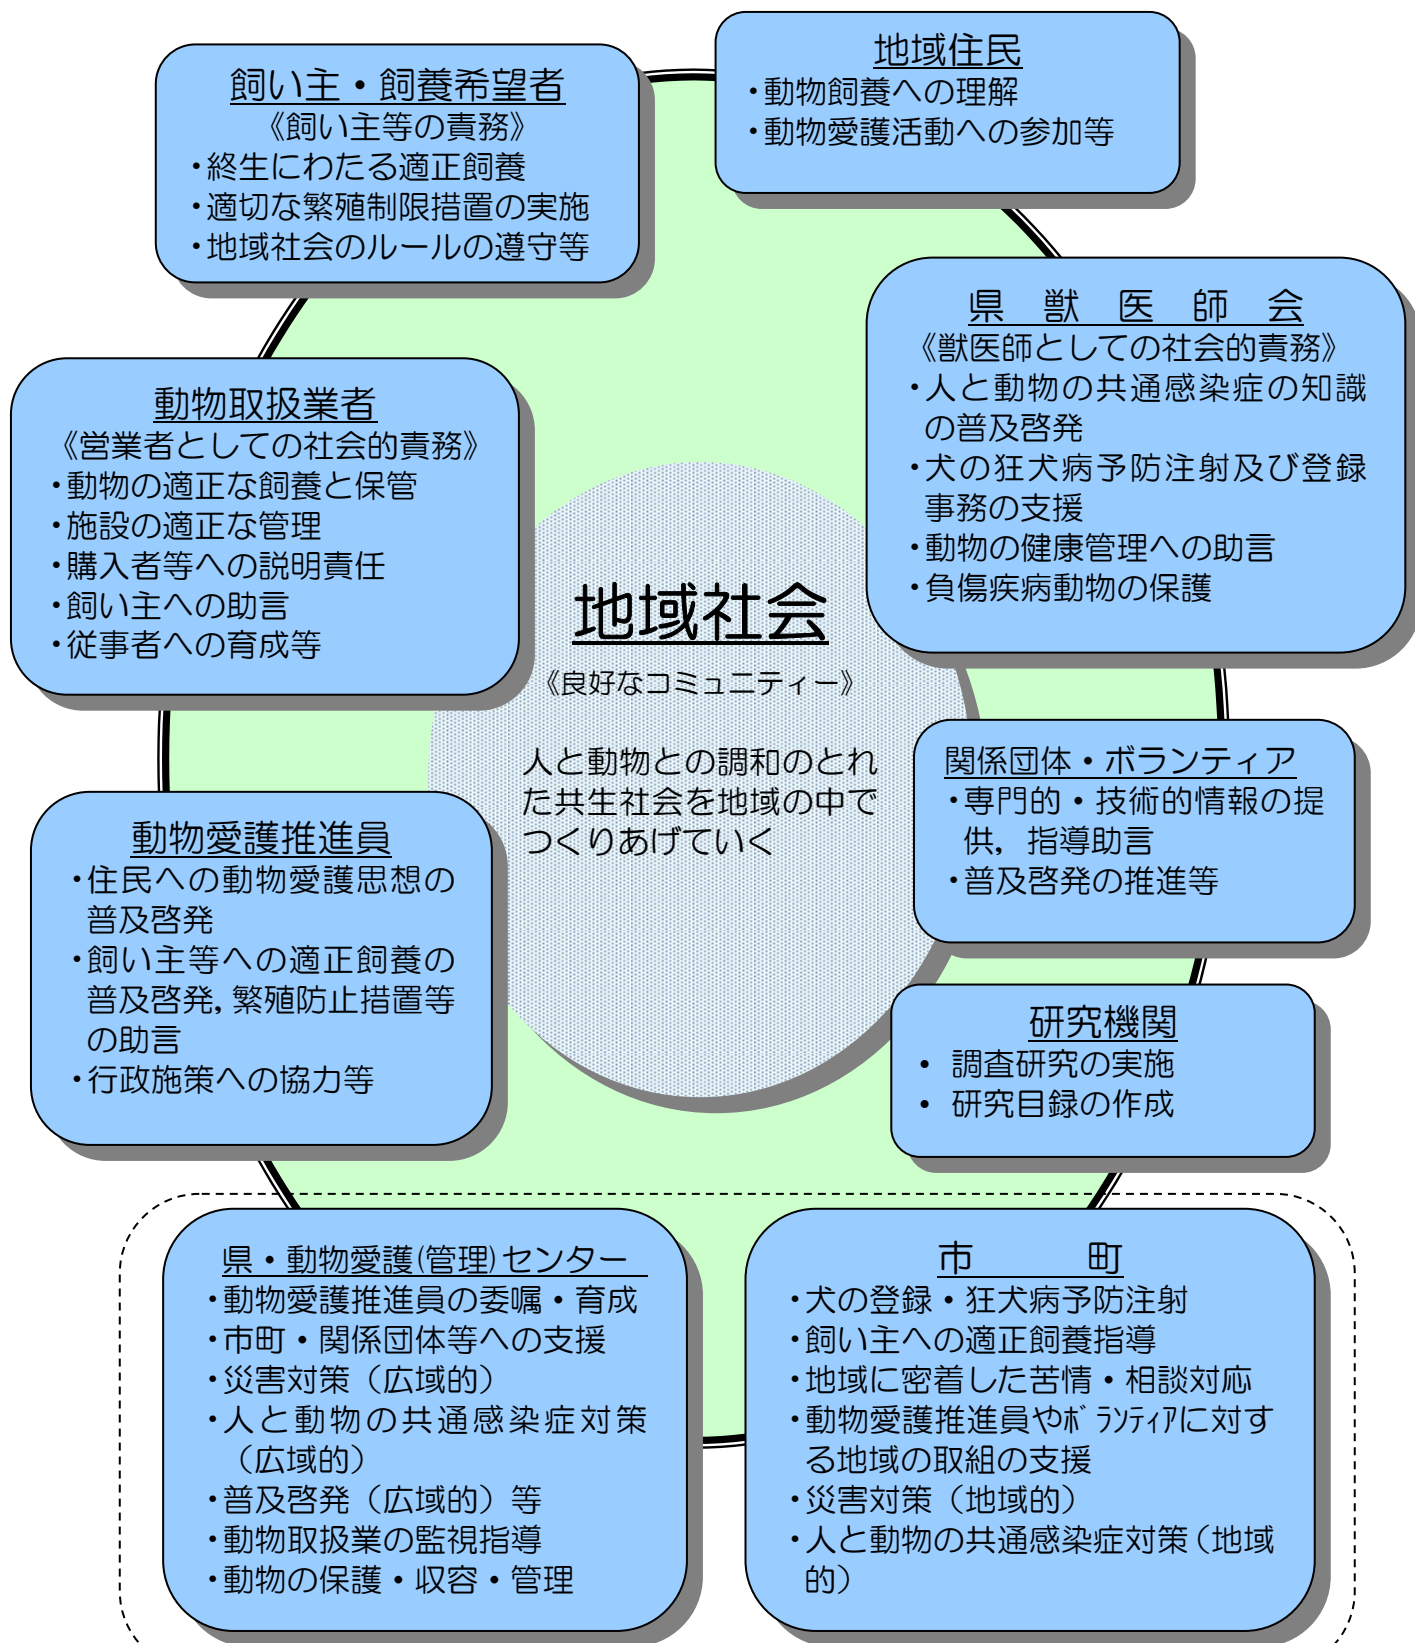 飼い主・飼養希望者
《飼い主等の責務》
・終生にわたる適正飼養
・適切な繁殖制限措置の実施
・地域社会のルールの遵守等
地域住民
・動物飼養への理解
・動物愛護活動への参加等
県　獣　医　師　会
《獣医師としての社会的責務》
・人と動物の共通感染症の知識
の普及啓発
・犬の狂犬病予防注射及び登録
事務の支援
・動物の健康管理への助言
・負傷疾病動物の保護
動物取扱業者
《営業者としての社会的責務》
・動物の適正な飼養と保管
・施設の適正な管理
・購入者等への説明責任
・飼い主への助言
・従事者への育成等
地域社会
《良好なコミュニティー》
人と動物との調和のとれ
た共生社会を地域の中で
つくりあげていく
関係団体・ボランティア
・専門的・技術的情報の提
供，指導助言
・普及啓発の推進等
動物愛護推進員
・住民への動物愛護思想の
普及啓発
・飼い主等への適正飼養の
普及啓発，繁殖防止措置等
の助言
・行政施策への協力等
研究機関
・ 調査研究の実施
・ 研究目録の作成
県・動物愛護(管理)センター
・動物愛護推進員の委嘱・育成
・市町・関係団体等への支援
・災害対策（広域的）
・人と動物の共通感染症対策
（広域的）
・普及啓発（広域的）等
・動物取扱業の監視指導
・動物の保護・収容・管理
市　　　町
・犬の登録・狂犬病予防注射
・飼い主への適正飼養指導
・地域に密着した苦情・相談対応
・動物愛護推進員やﾎﾞﾗﾝﾃｨｱに対す
る地域の取組の支援
・災害対策（地域的）
・人と動物の共通感染症対策（地域
的）